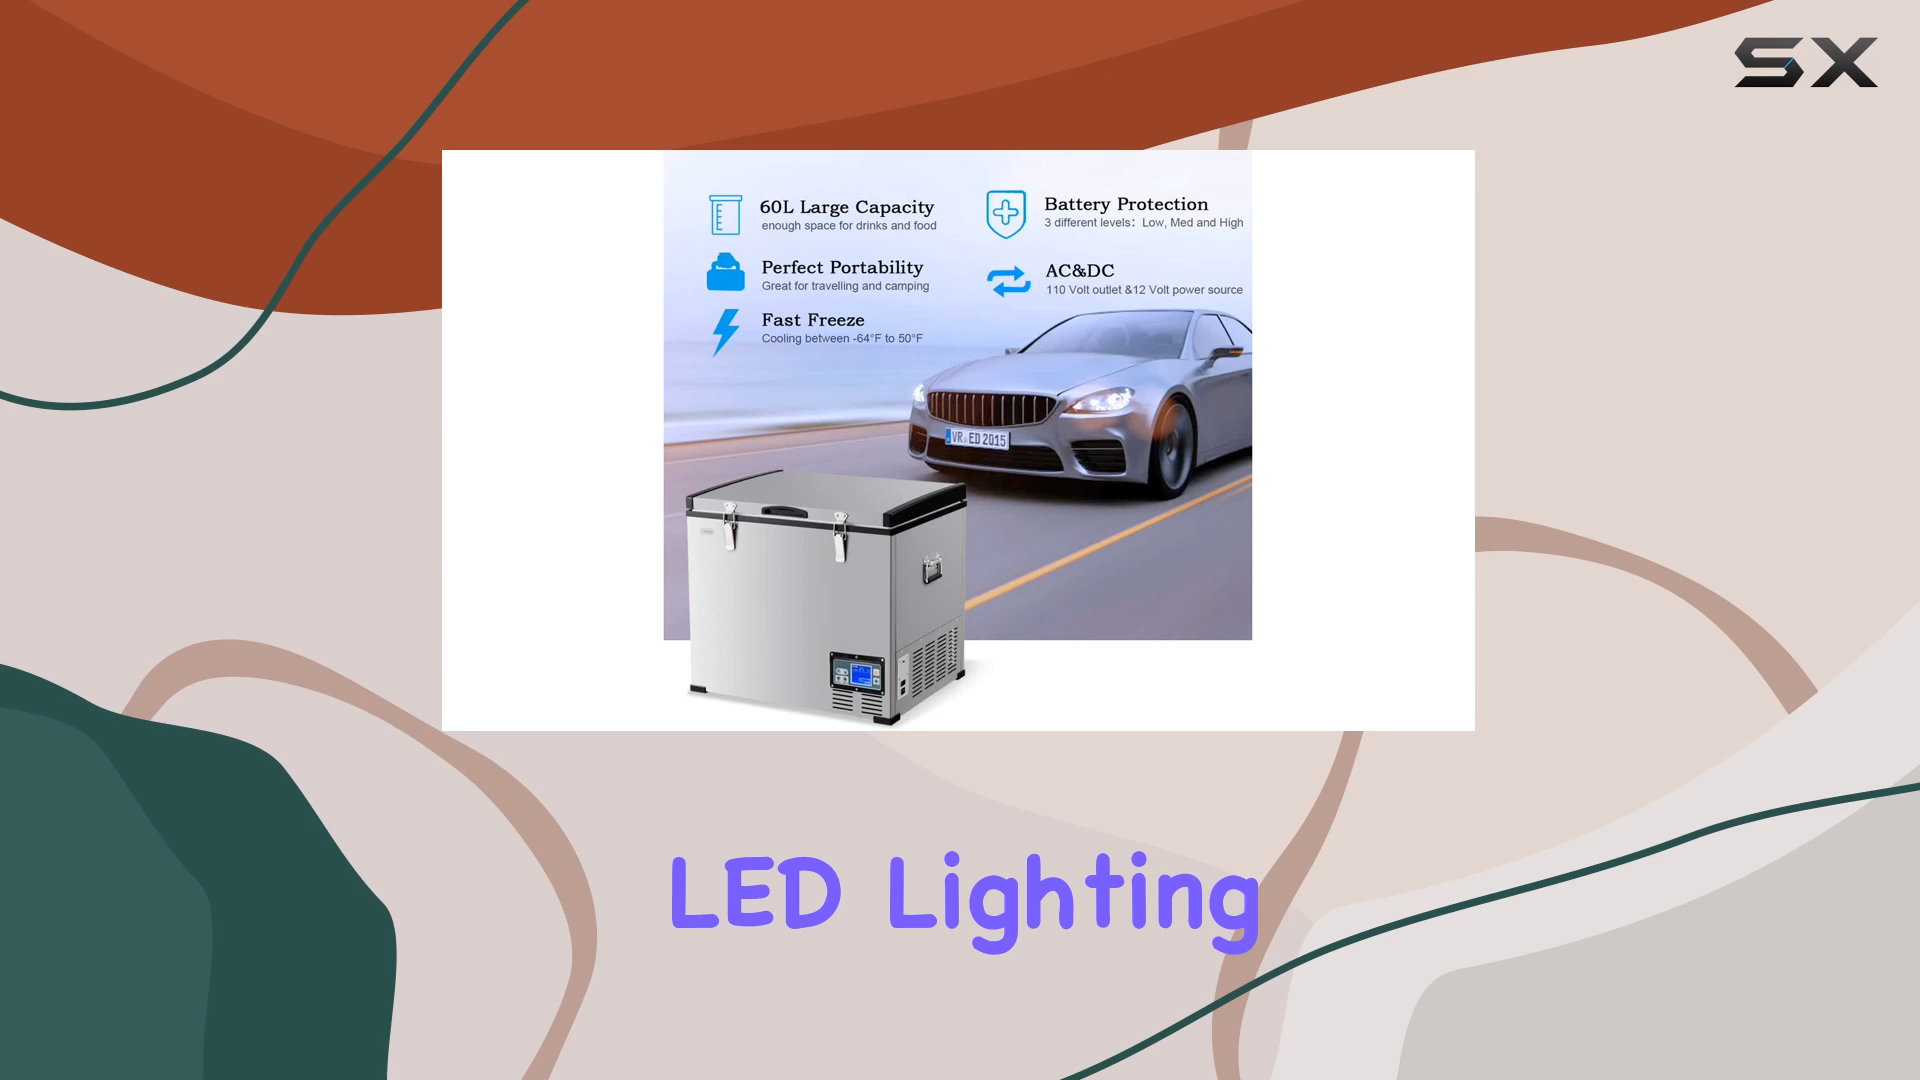 SX
60L Large Capacity
enough space for drinks and food
Perfect Portability
Great for travelling and camping
Fast Freeze
Cooling between -64°F to 50°F
Battery Protection
3 different levels: Low, Med and High
AC&DC
110 Volt outlet &12 Volt power source
VR ED 2015
LED Lighting